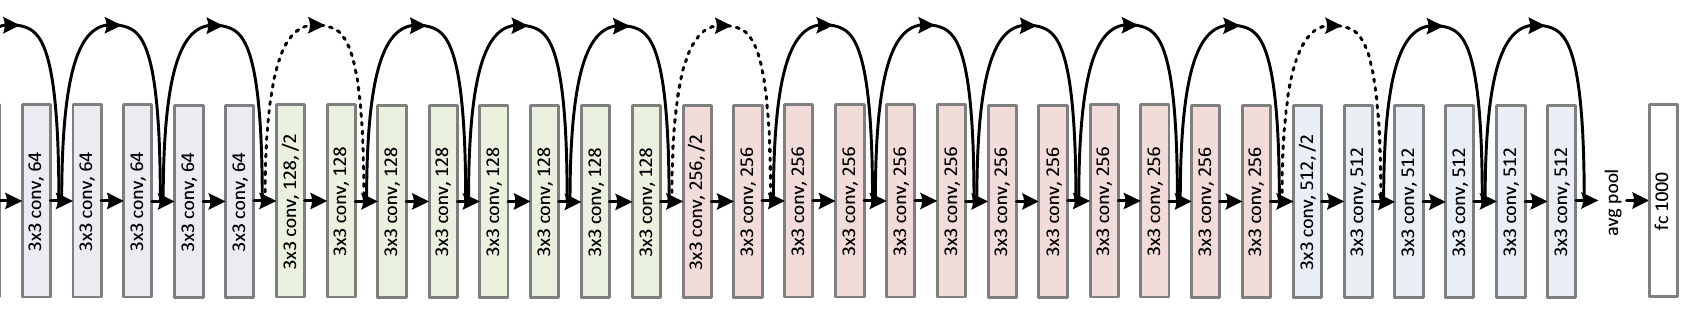 3x3 conv, 64
3x3 conv, 64
3x3 conv, 64
3x3 conv, 64
3x3 conv, 64
3x3 conv, 128, /2
3x3 conv, 128
3x3 conv, 128
3x3 conv, 128
3x3 conv, 128
3x3 conv, 128
3x3 conv, 128
3x3 conv, 128
3x3 conv, 256, /2
3x3 conv, 256
3x3 conv, 256
3x3 conv, 256
3x3 conv, 256
3x3 conv, 256
3x3 conv, 256
3x3 conv, 256
3x3 conv, 256
3x3 conv, 256
3x3 conv, 256
3x3 conv, 256
3x3 conv, 512, /2
3x3 conv, 512
3x3 conv, 512
3x3 conv, 512
3x3 conv, 512
3x3 conv, 512
avg pool
fc 1000